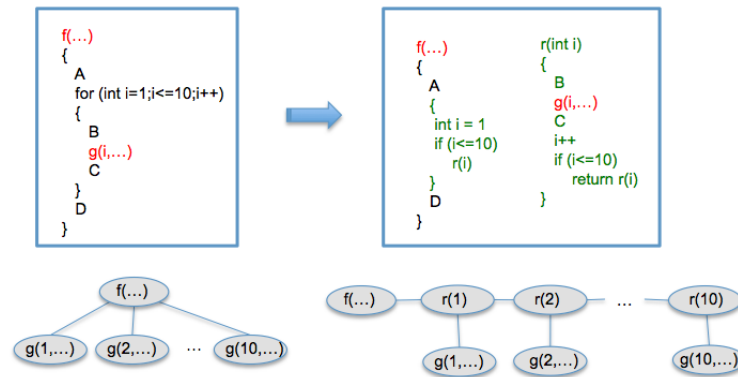 f(...)
{
A
for (int i=1;i<=10;i++)
{
B
g(i,...)
C
}
D
}
f(...)
{
A
{
int i = 1
if (i<=10)
r(i)
}
D
}
r(int i)
{
B
g(i,...)
C
i++
if (i<=10)
return r(i)
}
f(...)
g(1,...) g(2,...) ... g(10,...)
f(...) r(1) r(2) ... r(10)
g(1,...) g(2,...) g(10,...)